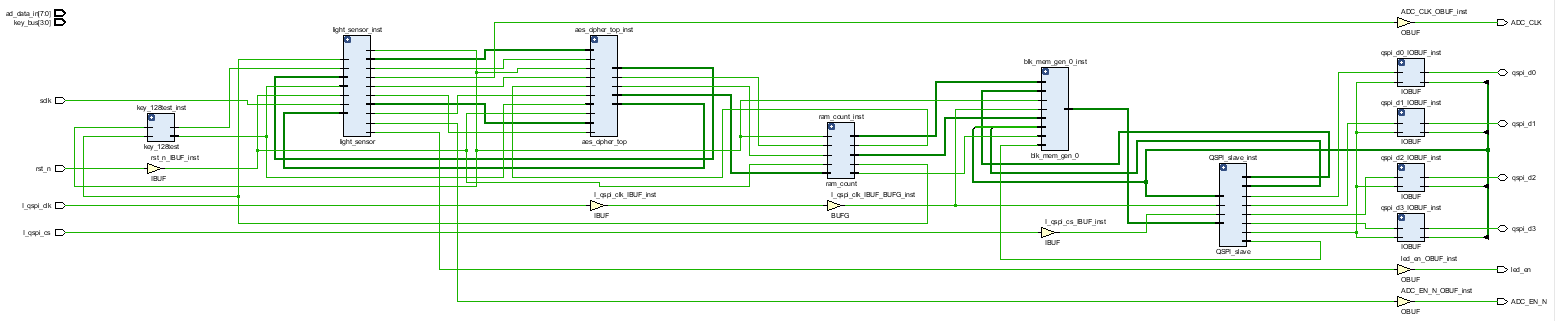 ad_data_in[7:0]
key_bus[3:0]
sclk
rst_n
I_qspi_clk
I_qspi_cs
key_128test_inst
key_128test
rst_n_IBUF_inst
IBUF
light_sensor_inst
light_sensor
aes_cipher_top_inst
aes_cipher_top
I_qspi_clk_IBUF_inst
IBUF
ram_count_inst
ram_count
I_qspi_clk_IBUF_BUFG_inst
BUFG
blk_mem_gen_0_inst
blk_mem_gen_0
I_qspi_cs_IBUF_inst
IBUF
QSPI_slave_inst
QSPI_slave
ADC_CLK_OBUF_inst
OBUF
ADC_CLK
qspi_d0_IOBUF_inst
IOBUF
qspi_d0
qspi_d1_IOBUF_inst
IOBUF
qspi_d1
qspi_d2_IOBUF_inst
IOBUF
qspi_d2
qspi_d3_IOBUF_inst
IOBUF
qspi_d3
led_en_OBUF_inst
OBUF
led_en
ADC_EN_N_OBUF_inst
OBUF
ADC_EN_N